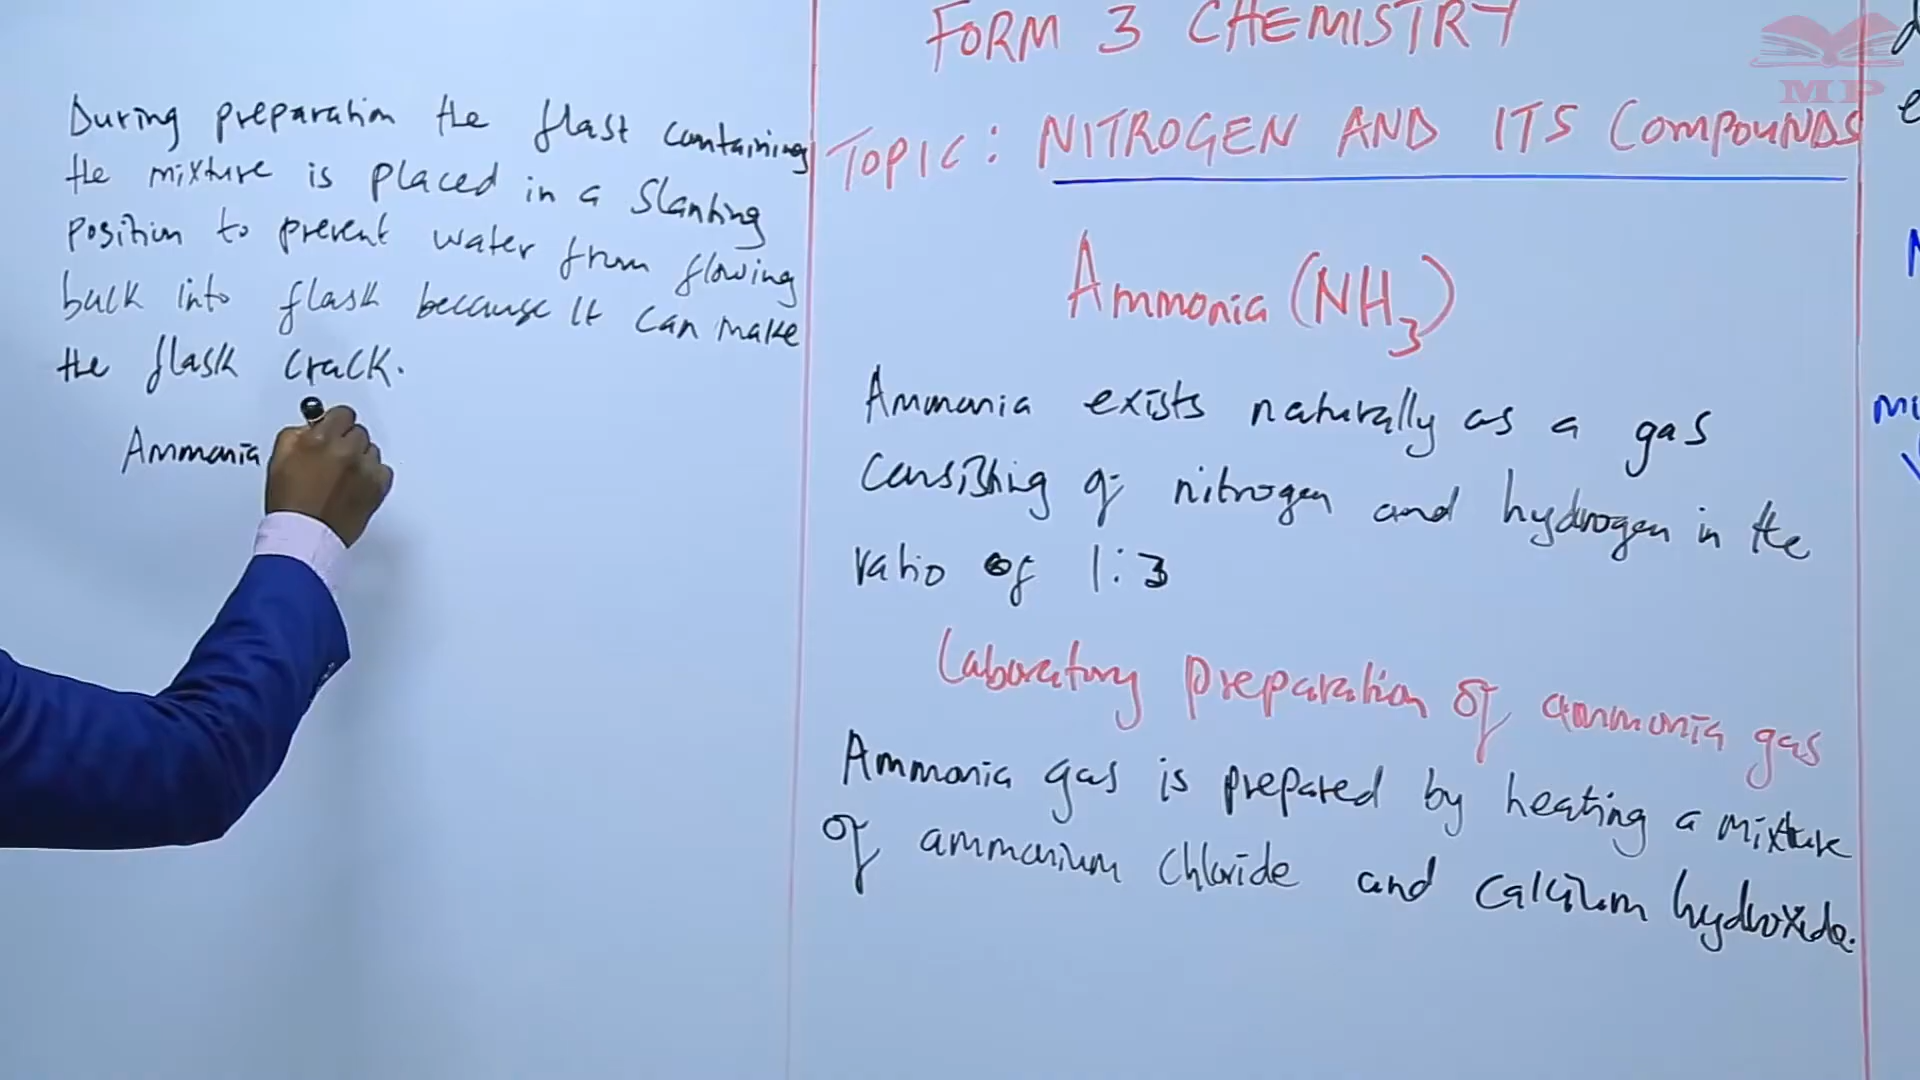 During preparation the flast containing
the mixture is placed in a slanting
position to prevent water from flowing
back into flask because it can make
the flask crack.
Ammonia
FORM 3 CHEMISTRY
TOPIC: NITROGEN AND ITS COMPOUNDS
Ammonia (NH3)
Ammonia exists naturally as a gas
consisting of nitrogen and hydrogen in the
ratio of 1:3
Laboratory preparation of ammonia gas
Ammonia gas is prepared by heating a mixture
of ammonium chloride and calcium hydroxide.
MP